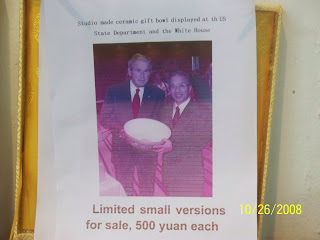 Studio made ceramic gift bowl displayed at th US
State Department and the White House
Limited small versions
for sale, 500 yuan each
10/26/2008